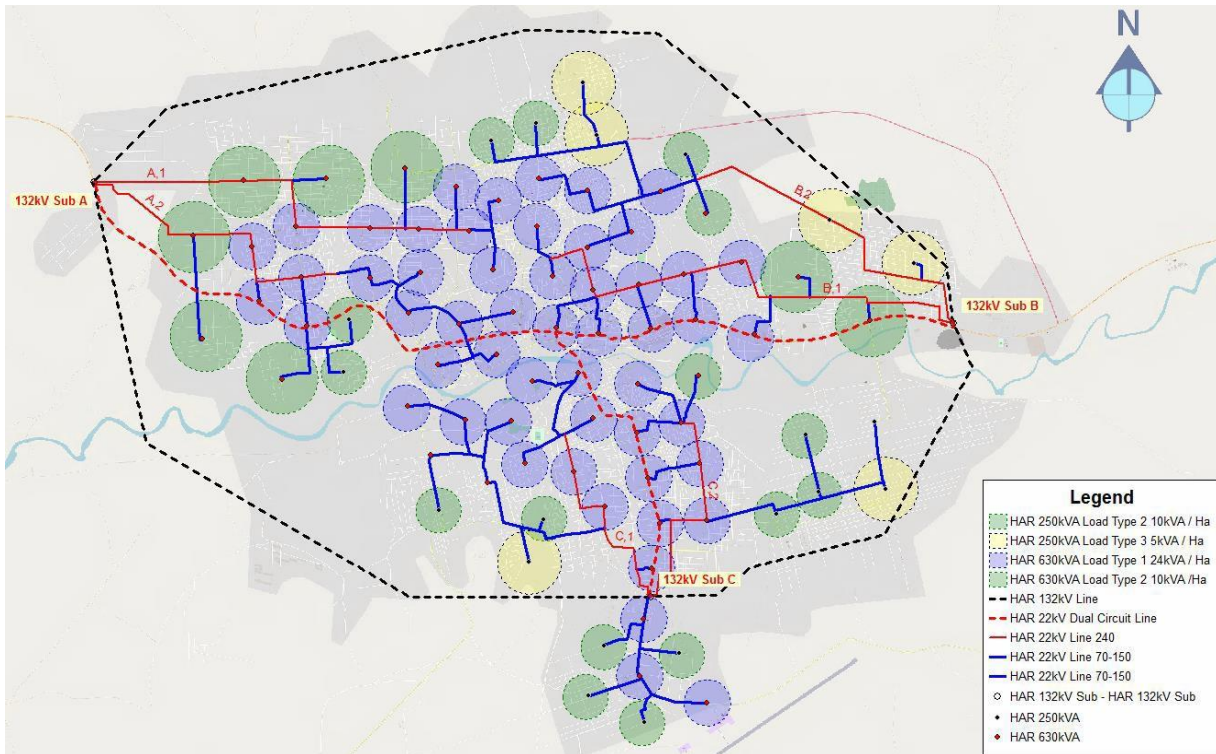 N
A,1
132kV Sub A
A,2
B,2
B,1
132kV Sub B
C,2
C,1
132kV Sub C
Legend
HAR 250kVA Load Type 2 10kVA / Ha
HAR 250kVA Load Type 3 5kVA / Ha
HAR 630kVA Load Type 1 24kVA / Ha
HAR 630kVA Load Type 2 10kVA /Ha
HAR 132kV Line
HAR 22kV Dual Circuit Line
HAR 22kV Line 240
HAR 22kV Line 70-150
HAR 22kV Line 70-150
HAR 132kV Sub - HAR 132kV Sub
HAR 250kVA
HAR 630kVA